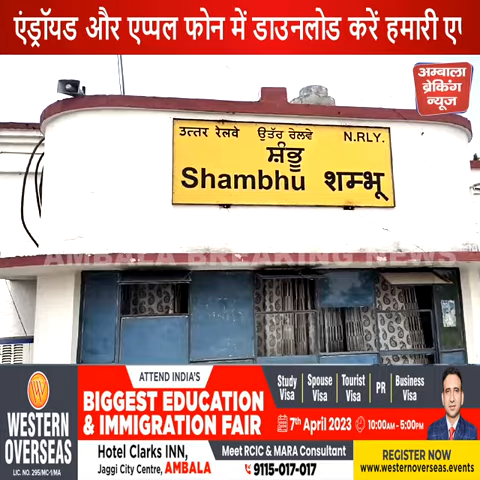 एंड्रॉयड और एप्पल फोन में डाउनलोड करें हमारी ए
अम्बाला
ब्रेकिंग
न्यूज
उत्तर रेलवे ਉਤੱਰ ਰੇਲਵੇ N.RLY.
ਸ਼ੰਭੂ
Shambhu शम्भू
AMBALA BREAKING NEWS
WESTERN
OVERSEAS
LIC. NO. 295/MC-1/MA
ATTEND INDIA'S
BIGGEST EDUCATION
& IMMIGRATION FAIR
Hotel Clarks INN,
Jaggi City Centre, AMBALA
Study Visa
Spouse Visa
Tourist Visa
PR
Business Visa
7th April 2023
10:00AM - 5:00PM
Meet RCIC & MARA Consultant
9115-017-017
REGISTER NOW
www.westernoverseas.events